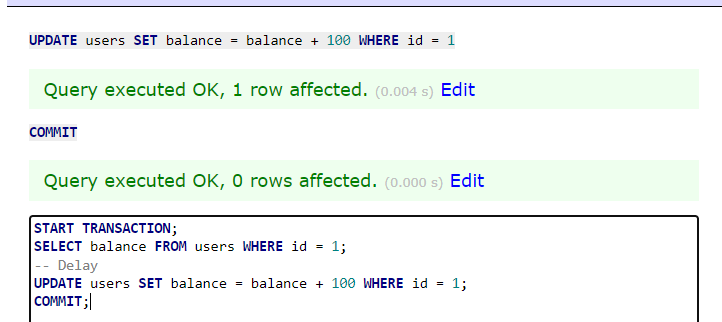 UPDATE users SET balance = balance + 100 WHERE id = 1
Query executed OK, 1 row affected. (0.004 s) Edit
COMMIT
Query executed OK, 0 rows affected. (0.000 s) Edit
START TRANSACTION;
SELECT balance FROM users WHERE id = 1;
-- Delay
UPDATE users SET balance = balance + 100 WHERE id = 1;
COMMIT;